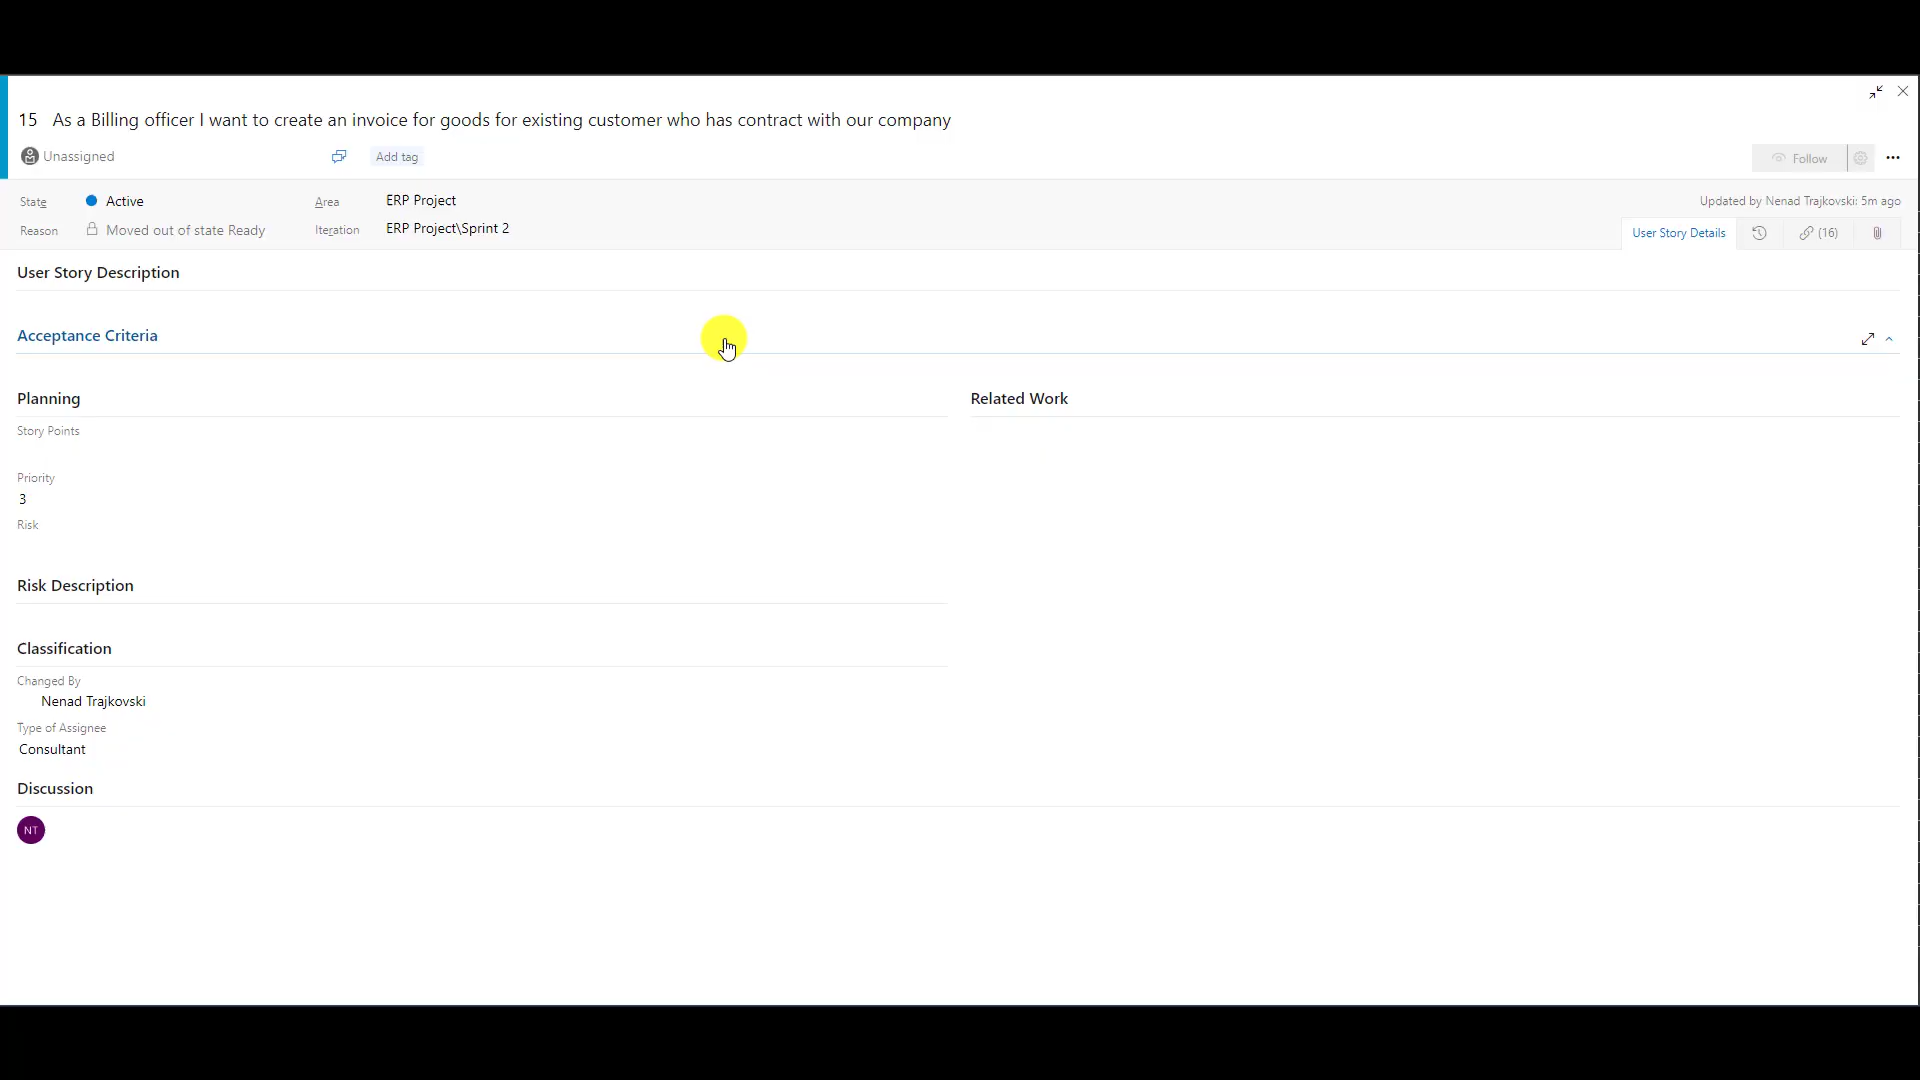 15 As a Billing officer I want to create an invoice for goods for existing customer who has contract with our company
Unassigned
Add tag
Follow
State
Active
Area
ERP Project
Updated by Nenad Trajkovski: 5m ago
Reason
Moved out of state Ready
Iteration
ERP Project\Sprint 2
User Story Details
(16)
User Story Description
Acceptance Criteria
Planning
Related Work
Story Points
Priority
3
Risk
Risk Description
Classification
Changed By
Nenad Trajkovski
Type of Assignee
Consultant
Discussion
NT